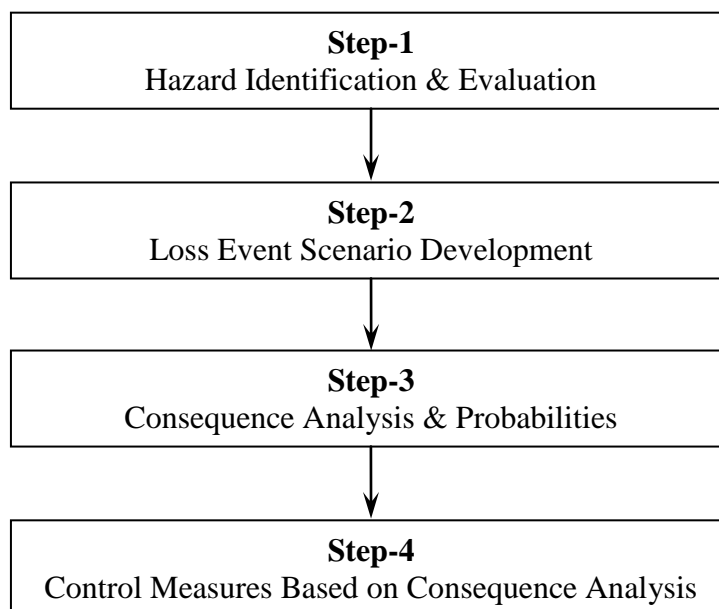 Step-1
Hazard Identification & Evaluation
Step-2
Loss Event Scenario Development
Step-3
Consequence Analysis & Probabilities
Step-4
Control Measures Based on Consequence Analysis